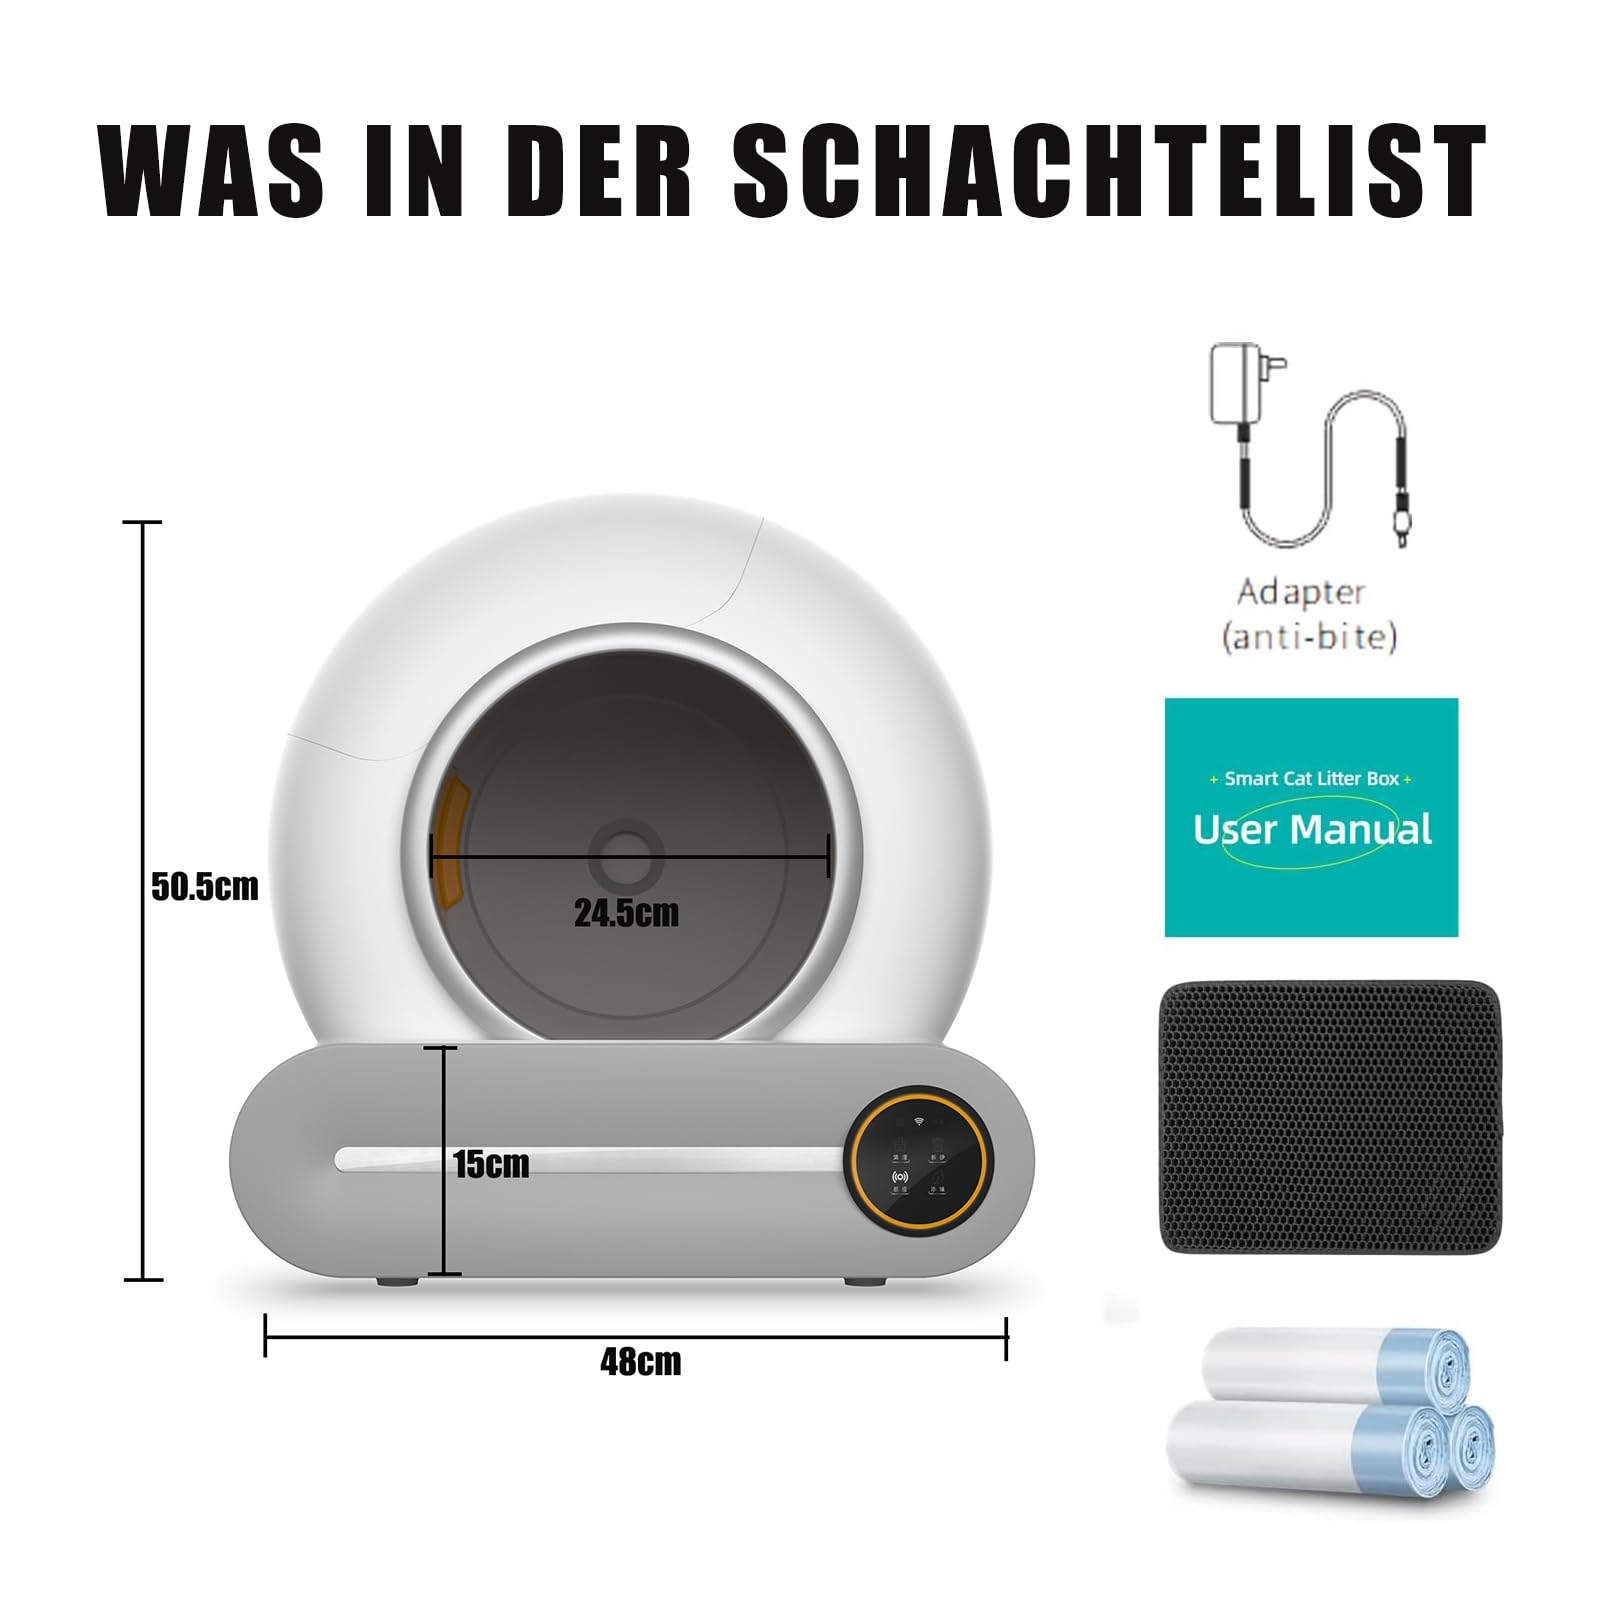 WAS IN DER SCHACHTELIST
Adapter
(anti-bite)
+ Smart Cat Litter Box +
User Manual
50.5cm
24.5cm
15cm
48cm